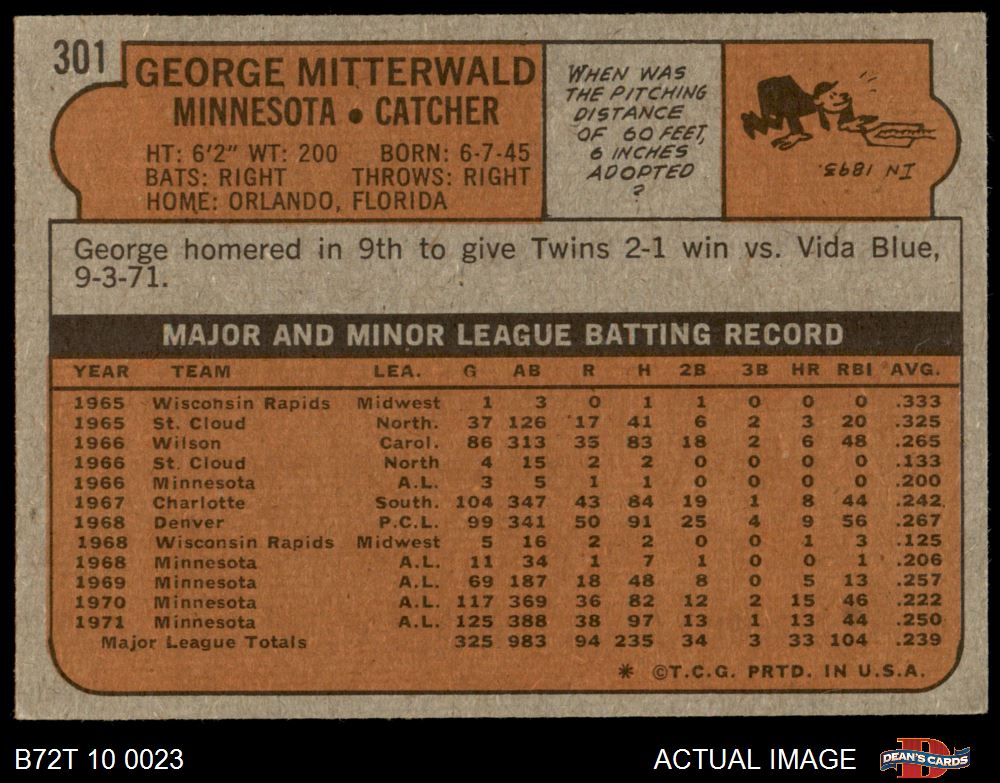 301
GEORGE MITTERWALD
MINNESOTA • CATCHER
HT: 6'2" WT: 200 BORN: 6-7-45
BATS: RIGHT THROWS: RIGHT
HOME: ORLANDO, FLORIDA
WHEN WAS
THE PITCHING
DISTANCE
OF 60 FEET,
6 INCHES
ADOPTED
?
IN 1893.
George homered in 9th to give Twins 2-1 win vs. Vida Blue,
9-3-71.
MAJOR AND MINOR LEAGUE BATTING RECORD
YEAR TEAM LEA. G AB R H 2B 3B HR RBI AVG.
1965 Wisconsin Rapids Midwest 1 3 0 1 1 0 0 0 .333
1965 St. Cloud North. 37 126 17 41 6 2 3 20 .325
1966 Wilson Carol. 86 313 35 83 18 2 6 48 .265
1966 St. Cloud North 4 15 2 2 0 0 0 0 .133
1966 Minnesota A.L. 3 5 1 1 0 0 0 0 .200
1967 Charlotte South. 104 347 43 84 19 1 8 44 .242
1968 Denver P.C.L. 99 341 50 91 25 4 9 56 .267
1968 Wisconsin Rapids Midwest 5 16 2 2 0 0 1 3 .125
1968 Minnesota A.L. 11 34 1 7 1 0 0 1 .206
1969 Minnesota A.L. 69 187 18 48 8 0 5 13 .257
1970 Minnesota A.L. 117 369 36 82 12 2 15 46 .222
1971 Minnesota A.L. 125 388 38 97 13 1 13 44 .250
Major League Totals 325 983 94 235 34 3 33 104 .239
* ©T.C.G. PRTD. IN U.S.A.
B72T 10 0023 ACTUAL IMAGE DEAN'S CARDS